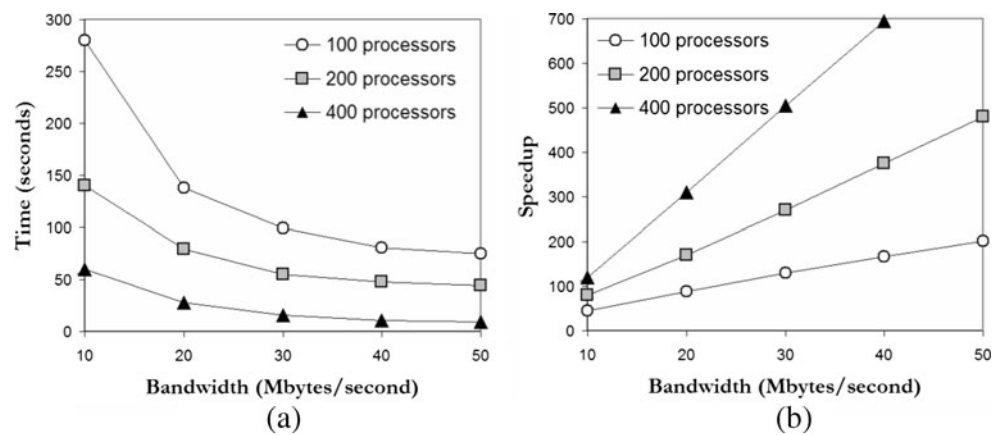 300
250
200
150
100
50
0
Time (seconds)
100 processors
200 processors
400 processors
10 20 30 40 50
Bandwidth (Mbytes/second)
(a)
700
600
500
400
300
200
100
0
Speedup
100 processors
200 processors
400 processors
10 20 30 40 50
Bandwidth (Mbytes/second)
(b)